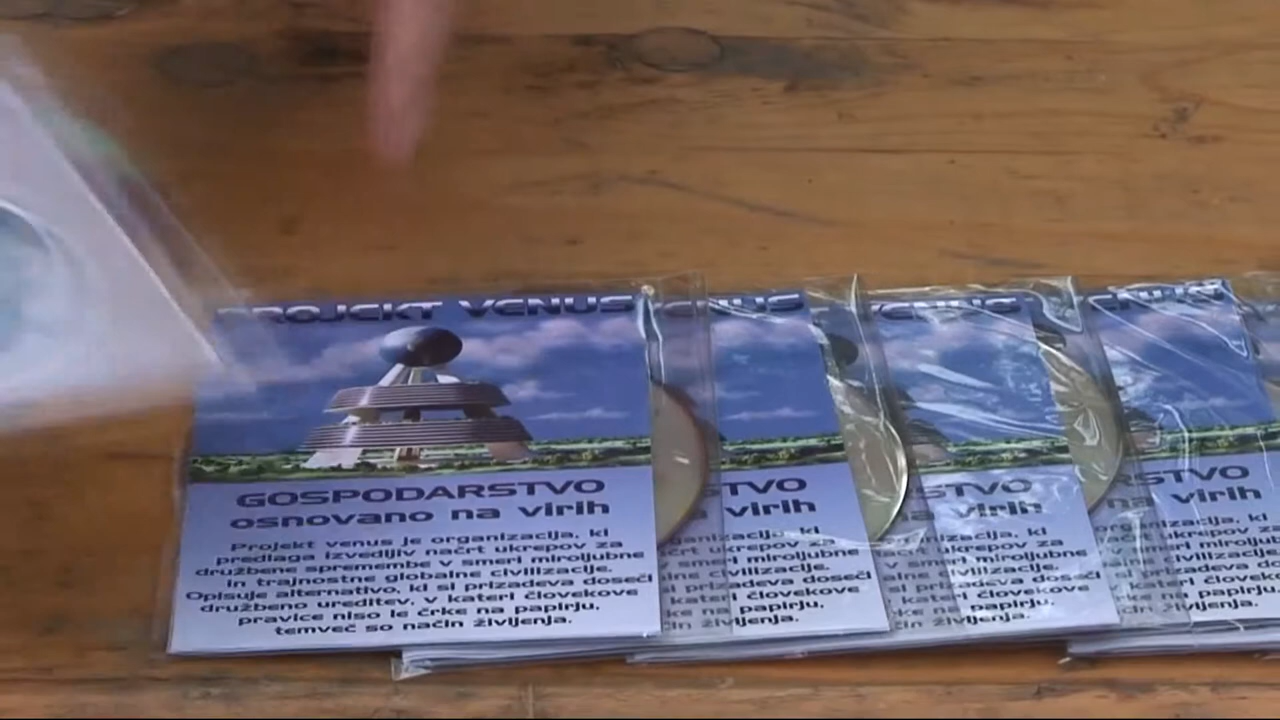 PROJEKT VENUS
GOSPODARSTVO
osnovano na virih
Projekt venus je organizacija, ki
predlaga izvedljiv načrt ukrepov za
družbene spremembe v smeri miroljubne
in trajnostne globalne civilizacije.
Opisuje alternativo, ki si prizadeva doseči
družbeno ureditev, v kateri človekove
pravice niso le črke na papirju,
temveč so način življenja.